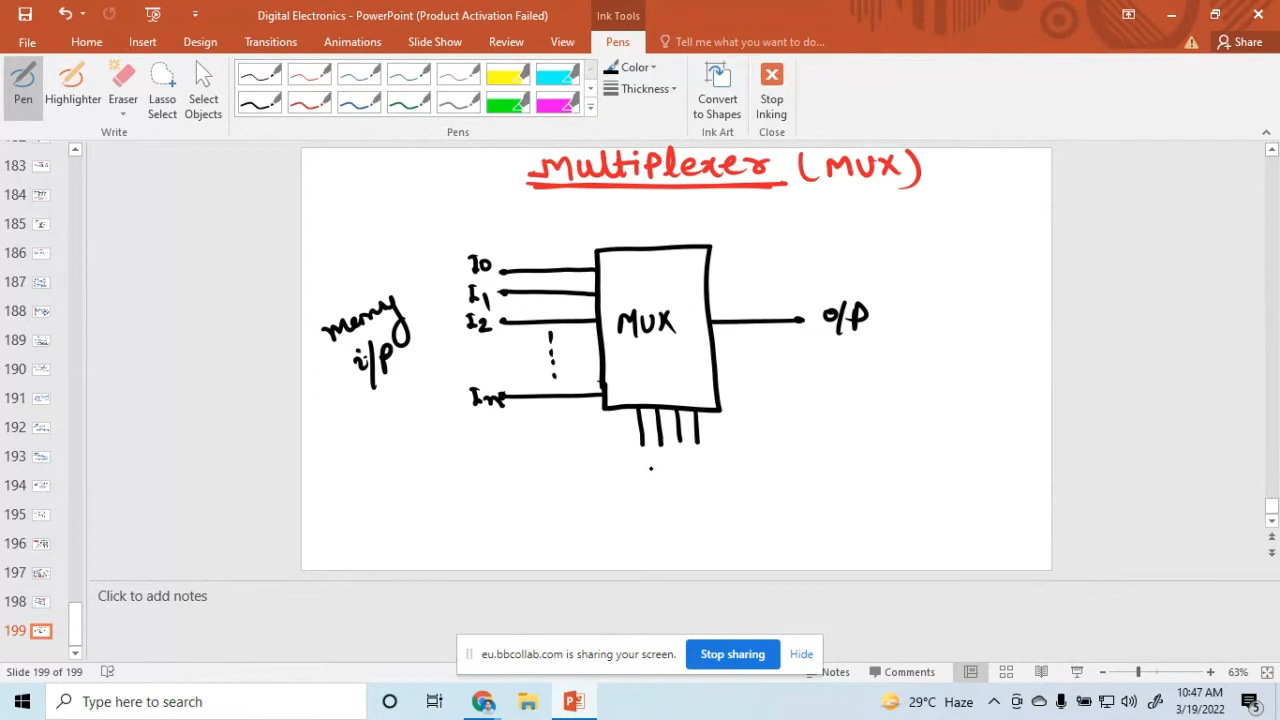 Digital Electronics - PowerPoint (Product Activation Failed)
Ink Tools
File Home Insert Design Transitions Animations Slide Show Review View Pens Tell me what you want to do... Share
Pen Highlighter Eraser Lasso Select Select Objects
Color
Thickness
Convert to Shapes
Stop Inking
Write Pens Ink Art Close
183
184
185
186
187
188
189
190
191
192
193
194
195
196
197
198
199
Multiplexer (MUX)
I0
I1
I2
In
many
i/P
MUX
O/P
Click to add notes
eu.bbcollab.com is sharing your screen. Stop sharing Hide
Slide 199 of 199 Notes Comments 63%
Type here to search
29°C Haze
10:47 AM
3/19/2022
5